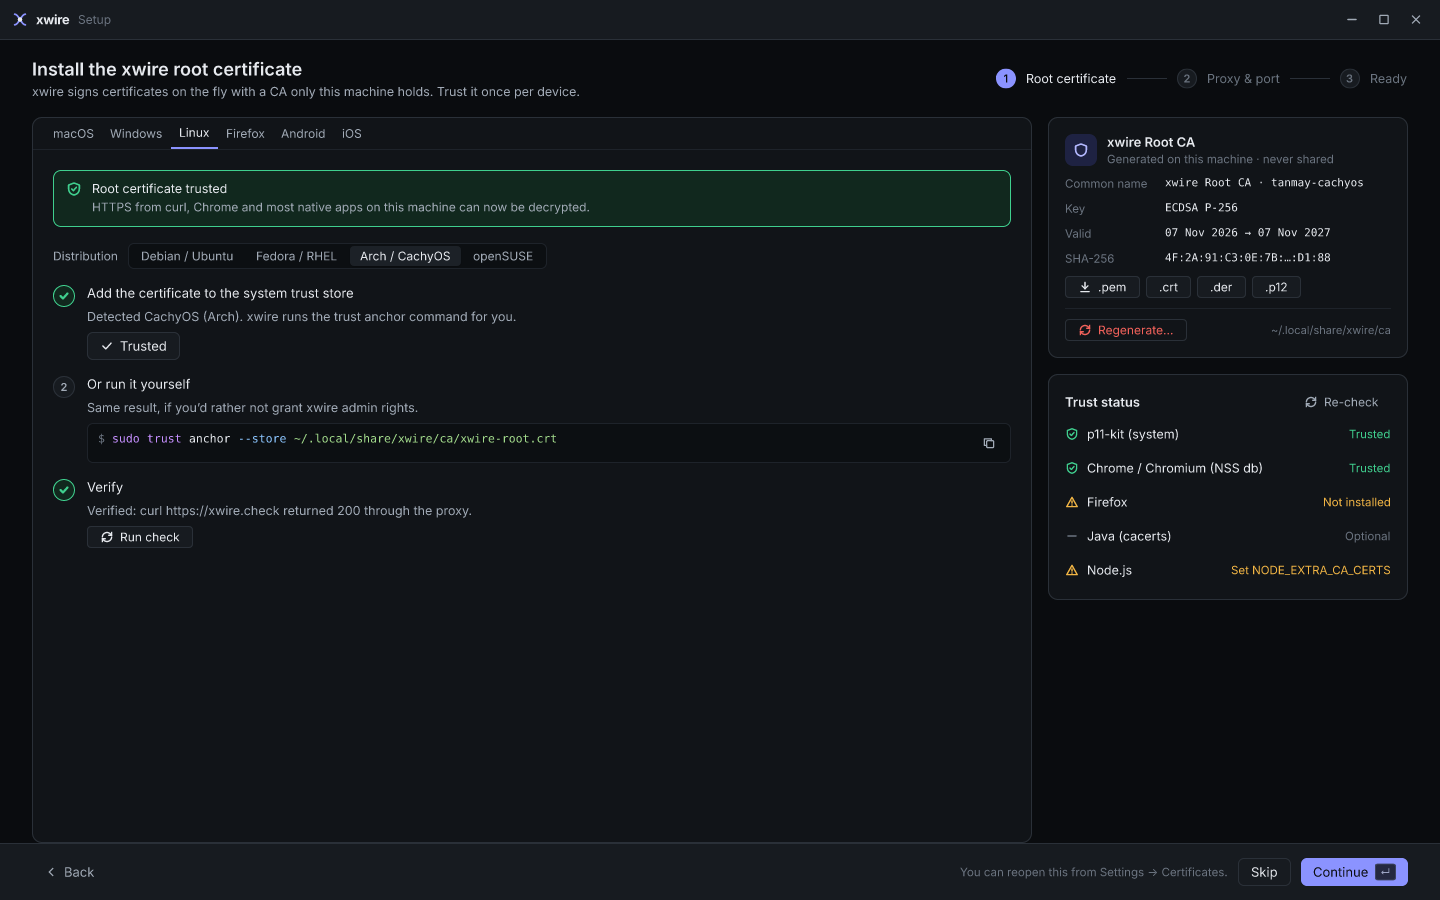 xwire Setup
Install the xwire root certificate
xwire signs certificates on the fly with a CA only this machine holds. Trust it once per device.
1 Root certificate 2 Proxy & port 3 Ready
macOS Windows Linux Firefox Android iOS
Root certificate trusted
HTTPS from curl, Chrome and most native apps on this machine can now be decrypted.
Distribution Debian / Ubuntu Fedora / RHEL Arch / CachyOS openSUSE
Add the certificate to the system trust store
Detected CachyOS (Arch). xwire runs the trust anchor command for you.
Trusted
2 Or run it yourself
Same result, if you’d rather not grant xwire admin rights.
$ sudo trust anchor --store ~/.local/share/xwire/ca/xwire-root.crt
Verify
Verified: curl https://xwire.check returned 200 through the proxy.
Run check
xwire Root CA
Generated on this machine · never shared
Common name xwire Root CA · tanmay-cachyos
Key ECDSA P-256
Valid 07 Nov 2026 → 07 Nov 2027
SHA-256 4F:2A:91:C3:0E:7B:…:D1:88
.pem .crt .der .p12
Regenerate… ~/.local/share/xwire/ca
Trust status Re-check
p11-kit (system) Trusted
Chrome / Chromium (NSS db) Trusted
Firefox Not installed
Java (cacerts) Optional
Node.js Set NODE_EXTRA_CA_CERTS
Back You can reopen this from Settings → Certificates. Skip Continue